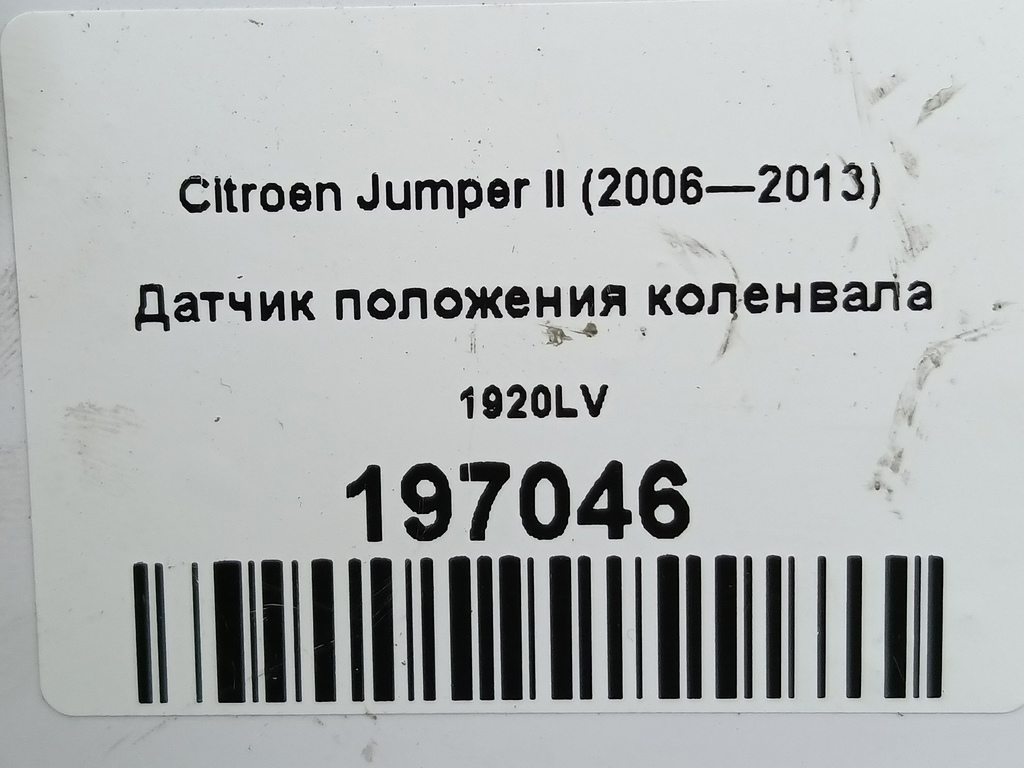 Citroen Jumper II (2006—2013)
Датчик положения коленвала
1920LV
197046